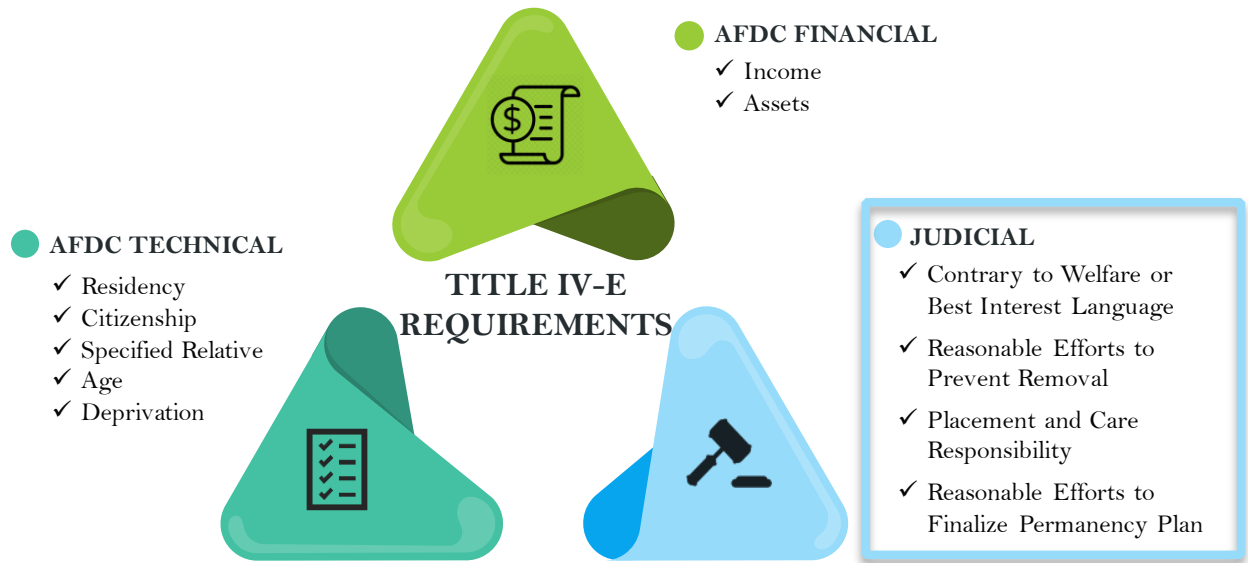 AFDC FINANCIAL
✓ Income
✓ Assets
AFDC TECHNICAL
✓ Residency
✓ Citizenship
✓ Specified Relative
✓ Age
✓ Deprivation
TITLE IV-E
REQUIREMENTS
JUDICIAL
✓ Contrary to Welfare or
Best Interest Language
✓ Reasonable Efforts to
Prevent Removal
✓ Placement and Care
Responsibility
✓ Reasonable Efforts to
Finalize Permanency Plan
$